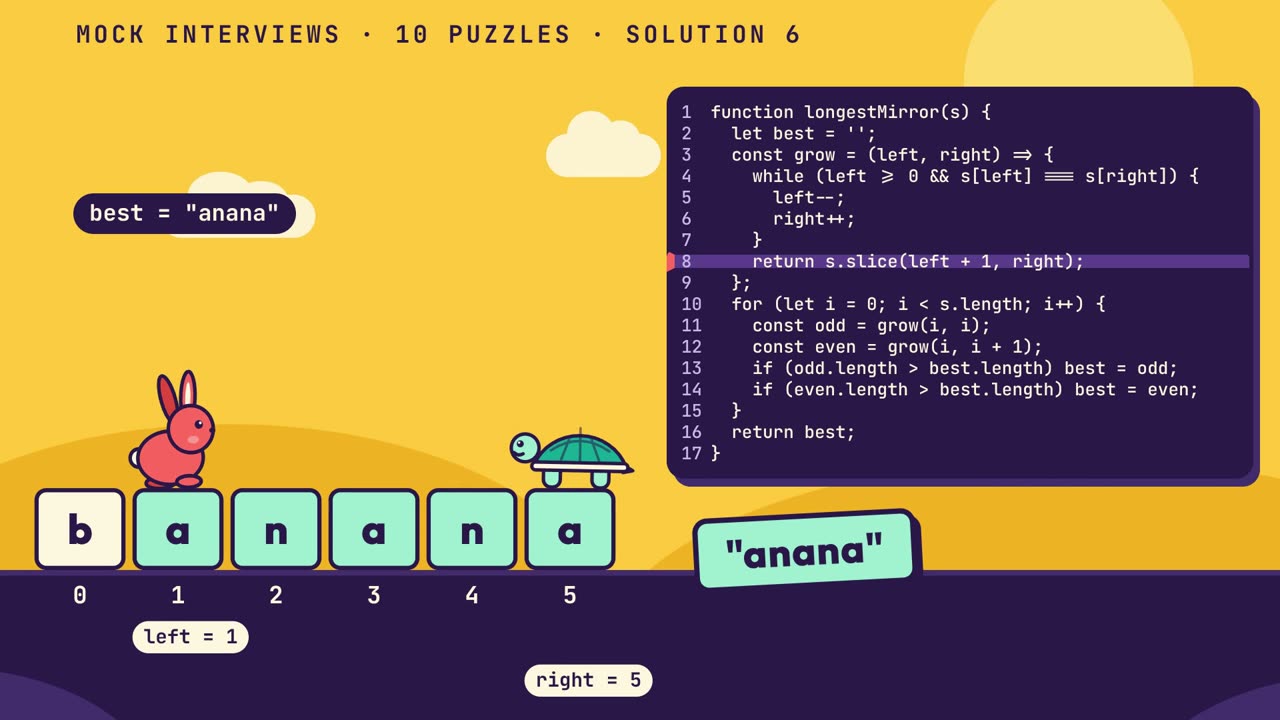 MOCK INTERVIEWS · 10 PUZZLES · SOLUTION 6
best = "anana"
1 function longestMirror(s) {
2 let best = '';
3 const grow = (left, right) => {
4 while (left >= 0 && s[left] === s[right]) {
5 left--;
6 right++;
7 }
8 return s.slice(left + 1, right);
9 };
10 for (let i = 0; i < s.length; i++) {
11 const odd = grow(i, i);
12 const even = grow(i, i + 1);
13 if (odd.length > best.length) best = odd;
14 if (even.length > best.length) best = even;
15 }
16 return best;
17 }
b a n a n a
"anana"
0 1 2 3 4 5
left = 1
right = 5